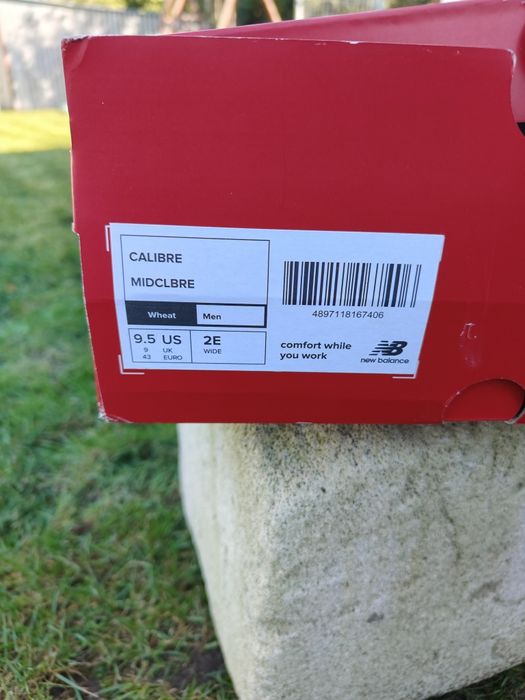 CALIBRE
MIDCLBRE
Wheat Men
9.5 US 2E
9 UK WIDE
43 EURO
4897118167406
comfort while
you work
NB
new balance